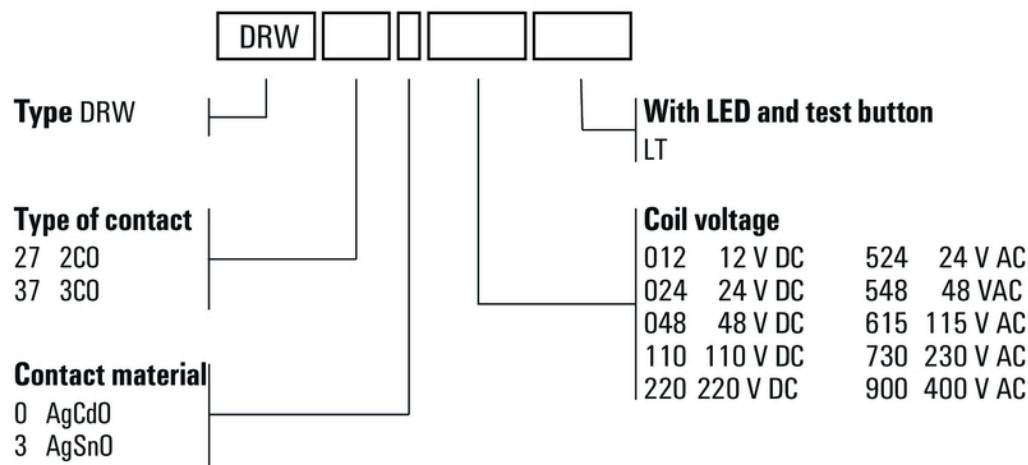 DRW
Type DRW
With LED and test button
LT
Type of contact
27 2CO
37 3CO
Coil voltage
012 12 V DC 524 24 V AC
024 24 V DC 548 48 VAC
048 48 V DC 615 115 V AC
110 110 V DC 730 230 V AC
220 220 V DC 900 400 V AC
Contact material
0 AgCdO
3 AgSnO